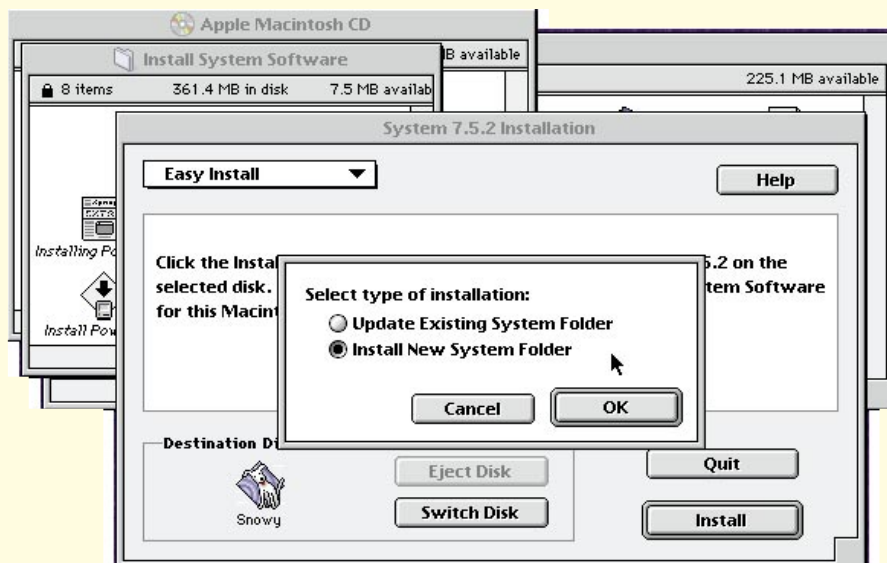 Apple Macintosh CD
Install System Software
MB available
8 items 361.4 MB in disk 7.5 MB availab
225.1 MB available
System 7.5.2 Installation
Easy Install
Help
Installing Po
Install Pow
Click the Instal
5.2 on the
selected disk.
tem Software
for this Macint
Select type of installation:
Update Existing System Folder
Install New System Folder
Cancel
OK
Destination Di
Snowy
Eject Disk
Switch Disk
Quit
Install